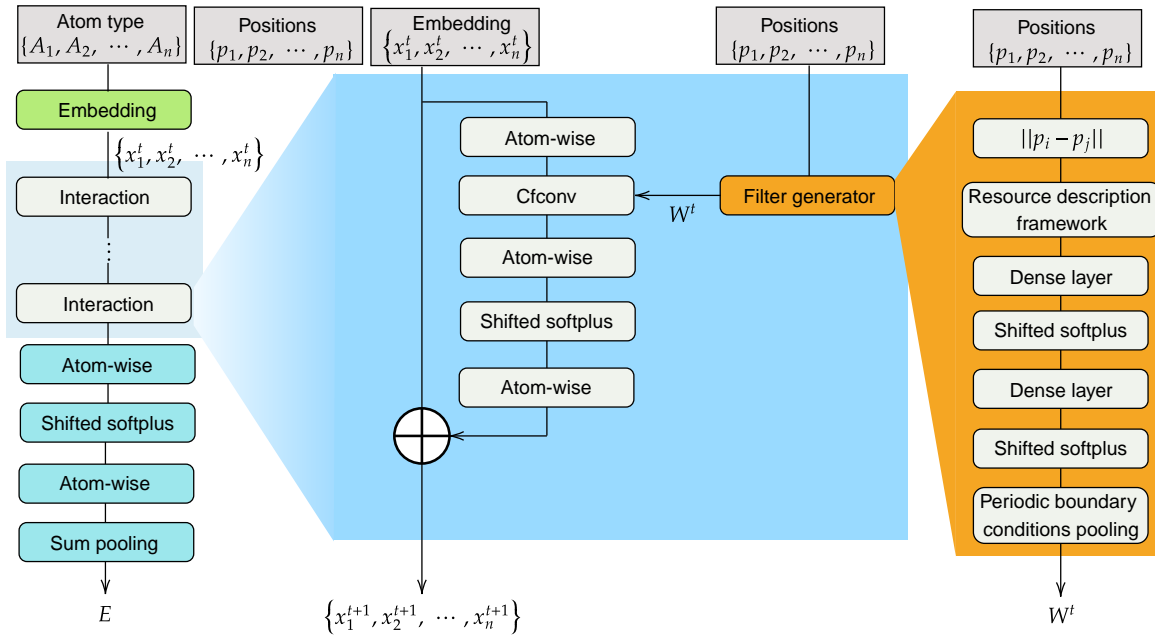 Atom type
{A₁, A₂, ⋯, Aₙ}
Embedding
{x₁ᵗ, x₂ᵗ, ⋯, xₙᵗ}
Interaction
⋮
Interaction
Atom-wise
Shifted softplus
Atom-wise
Sum pooling
E
Positions
{p₁, p₂, ⋯, pₙ}
Embedding
{x₁ᵗ, x₂ᵗ, ⋯, xₙᵗ}
Atom-wise
Cfconv
Atom-wise
Shifted softplus
Atom-wise
{x₁ᵗ⁺¹, x₂ᵗ⁺¹, ⋯, xₙᵗ⁺¹}
Positions
{p₁, p₂, ⋯, pₙ}
Filter generator
Wᵗ
Positions
{p₁, p₂, ⋯, pₙ}
||pᵢ − pⱼ||
Resource description
framework
Dense layer
Shifted softplus
Dense layer
Shifted softplus
Periodic boundary
conditions pooling
Wᵗ